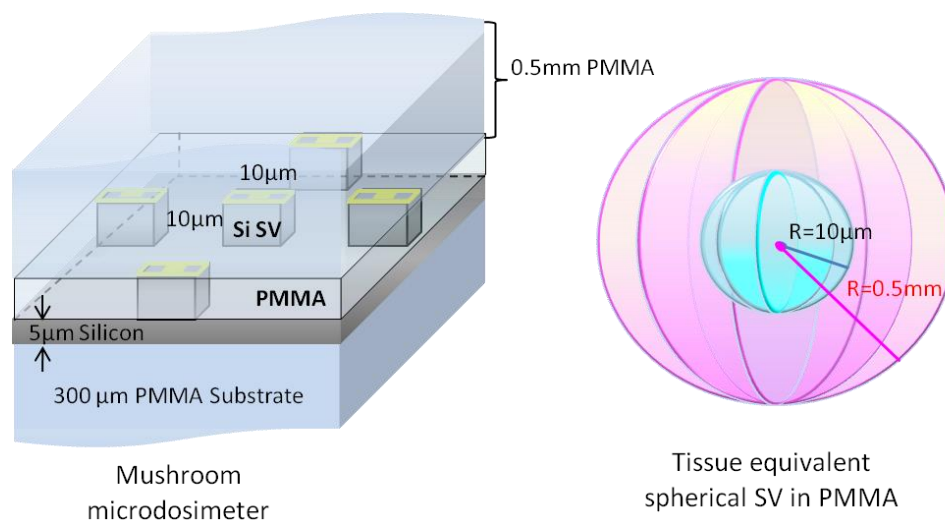 0.5mm PMMA
10µm
10µm
Si SV
PMMA
5µm Silicon
300 µm PMMA Substrate
Mushroom
microdosimeter
R=10µm
R=0.5mm
Tissue equivalent
spherical SV in PMMA